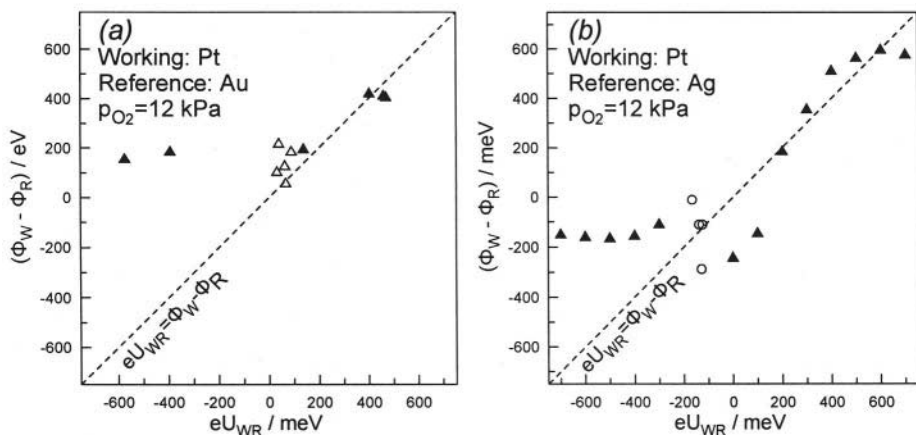 (a)
Working: Pt
Reference: Au
pO2=12 kPa
(ΦW - ΦR) / eV
600
400
200
0
-200
-400
-600
eUWR=ΦW-ΦR
-600 -400 -200 0 200 400 600
eUWR / meV
(b)
Working: Pt
Reference: Ag
pO2=12 kPa
(ΦW - ΦR) / meV
600
400
200
0
-200
-400
-600
eUWR=ΦW-ΦR
-600 -400 -200 0 200 400 600
eUWR / meV